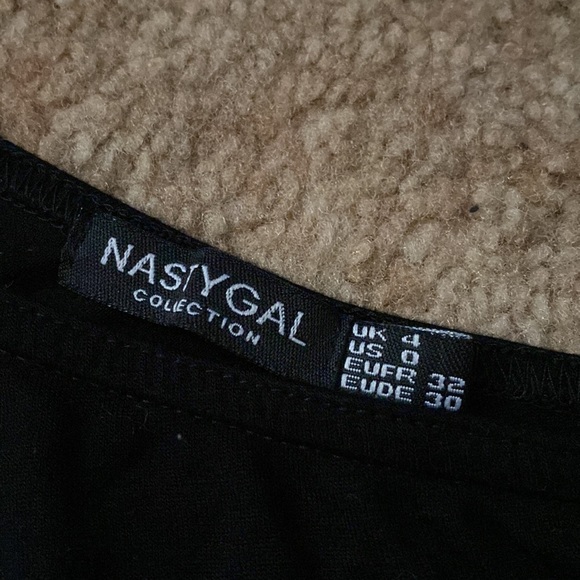 NASTYGAL
COLLECTION
UK 4
US 0
EUFR 32
EUDE 30